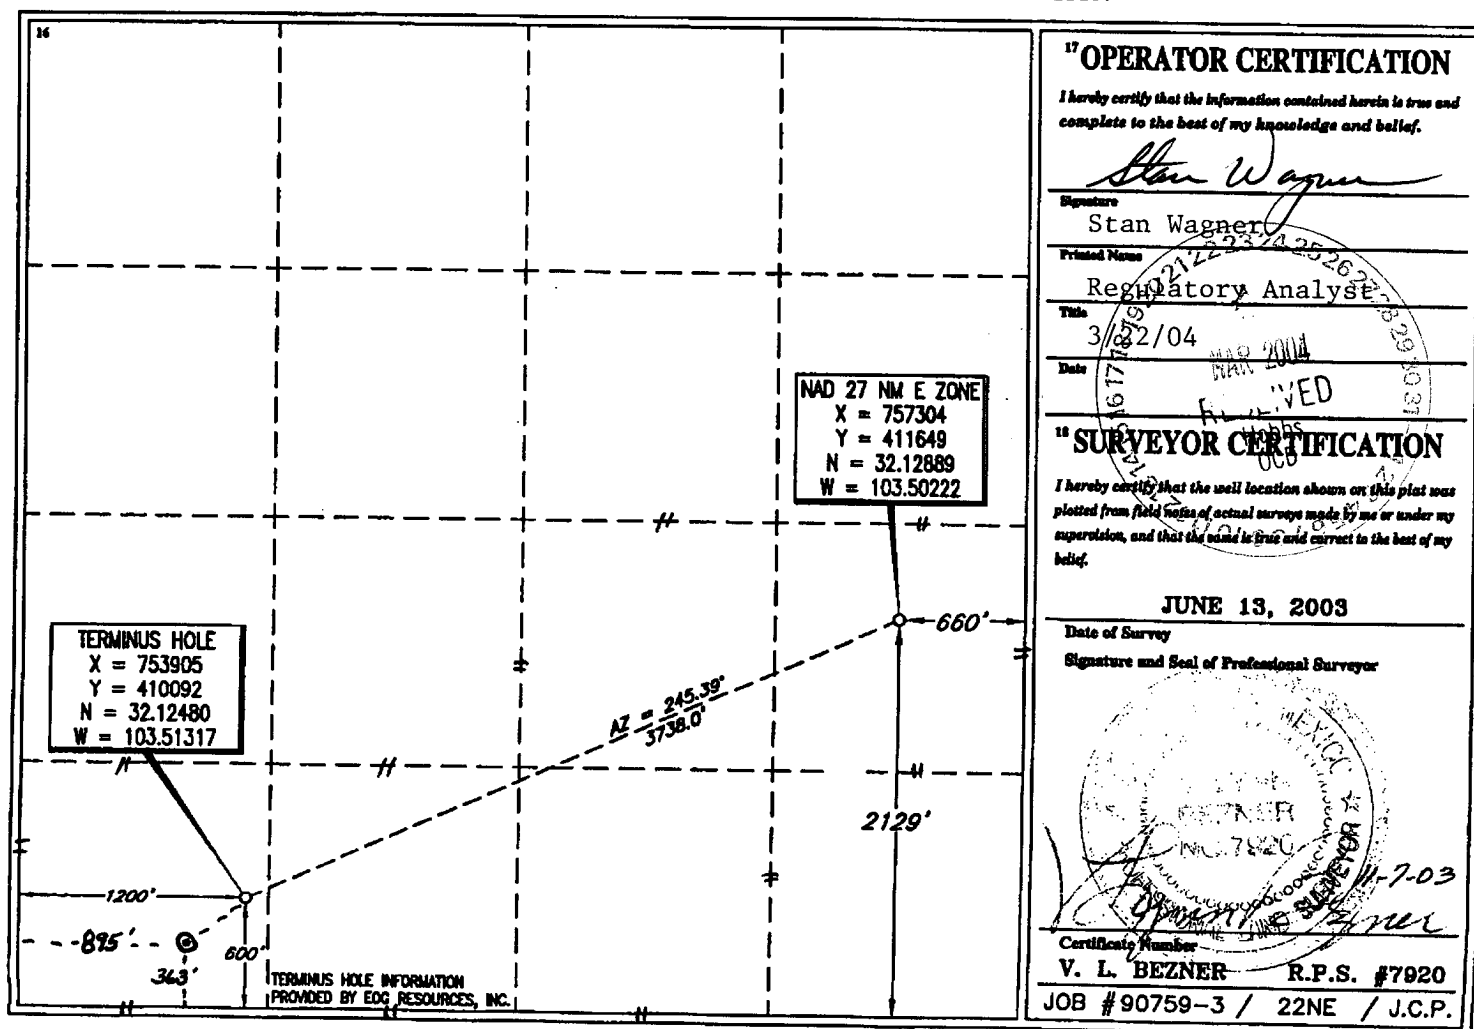 16
NAD 27 NM E ZONE
X = 757304
Y = 411649
N = 32.12889
W = 103.50222
660'
TERMINUS HOLE
X = 753905
Y = 410092
N = 32.12480
W = 103.51317
AZ = 245.39°
3738.0'
2129'
1200'
895'
600'
363'
TERMINUS HOLE INFORMATION
PROVIDED BY EOG RESOURCES, INC.
17 OPERATOR CERTIFICATION
I hereby certify that the information contained herein is true and
complete to the best of my knowledge and belief.
Stan Wagner
Signature
Stan Wagner
Printed Name
Regulatory Analyst
Title
3/22/04
Date
MAR 2004
RECEIVED
Hobbs
OCD
18 SURVEYOR CERTIFICATION
I hereby certify that the well location shown on this plat was
plotted from field notes of actual surveys made by me or under my
supervision, and that the same is true and correct to the best of my
belief.
JUNE 13, 2003
Date of Survey
Signature and Seal of Professional Surveyor
MEXICO
BEZNER
NO. 7920
SURVEYOR
11-7-03
Certificate Number
V. L. BEZNER R.P.S. #7920
JOB #90759-3 / 22NE / J.C.P.